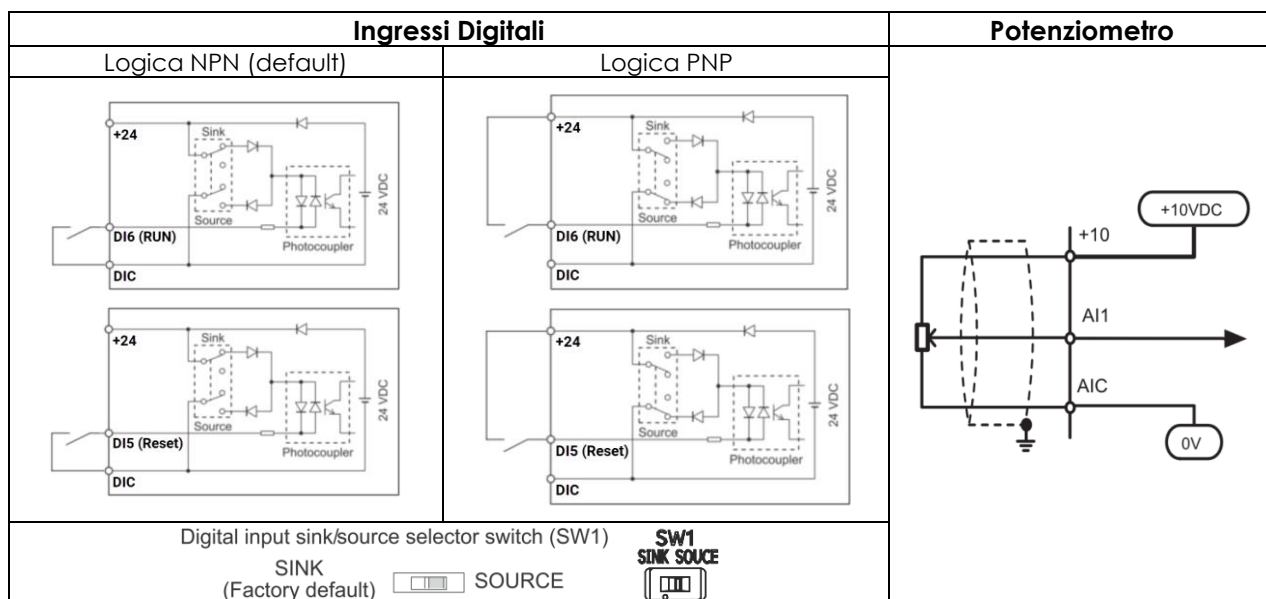 Ingressi Digitali
Potenziometro
Logica NPN (default)
Logica PNP
+24
Sink
Source
24 VDC
DI6 (RUN)
Photocoupler
DIC
+24
Sink
Source
24 VDC
DI6 (RUN)
Photocoupler
DIC
+24
Sink
Source
24 VDC
DI5 (Reset)
Photocoupler
DIC
+24
Sink
Source
24 VDC
DI5 (Reset)
Photocoupler
DIC
+10VDC
+10
AI1
AIC
0V
Digital input sink/source selector switch (SW1)
SINK
(Factory default)
SOURCE
SW1
SINK SOUCE